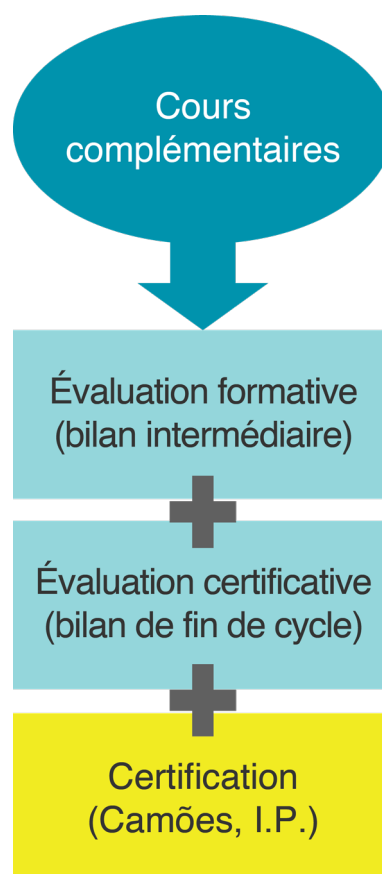 Cours
complémentaires
Évaluation formative
(bilan intermédiaire)
Évaluation certificative
(bilan de fin de cycle)
Certification
(Camões, I.P.)